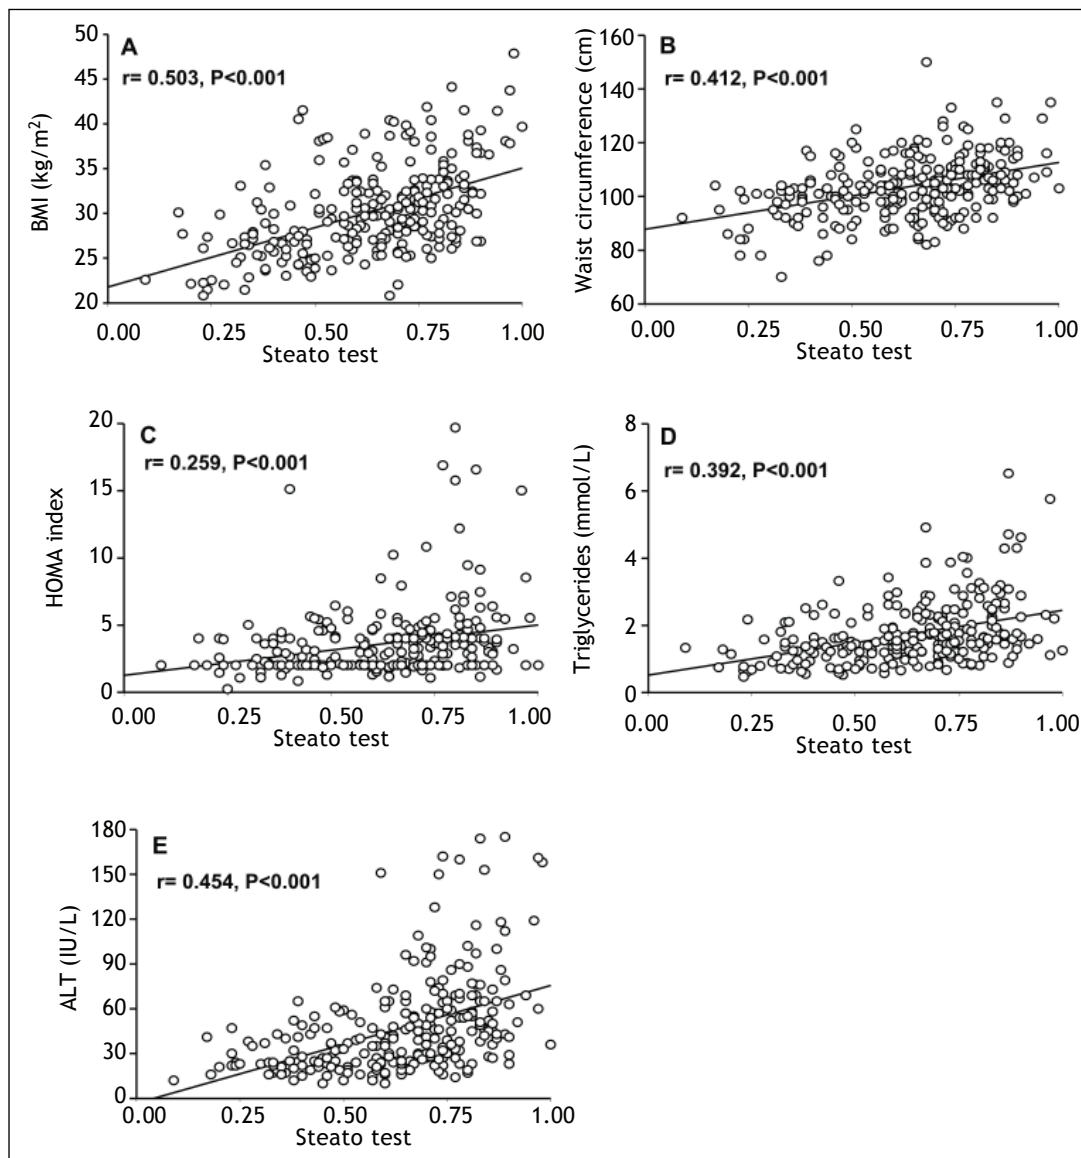 A
r= 0.503, P<0.001
BMI (kg/m²)
50
45
40
35
30
25
20
0.00 0.25 0.50 0.75 1.00
Steato test
B
r= 0.412, P<0.001
Waist circumference (cm)
160
140
120
100
80
60
0.00 0.25 0.50 0.75 1.00
Steato test
C
r= 0.259, P<0.001
HOMA index
20
15
10
5
0
0.00 0.25 0.50 0.75 1.00
Steato test
D
r= 0.392, P<0.001
Triglycerides (mmol/L)
8
6
4
2
0
0.00 0.25 0.50 0.75 1.00
Steato test
E
r= 0.454, P<0.001
ALT (IU/L)
180
150
120
90
60
30
0
0.00 0.25 0.50 0.75 1.00
Steato test